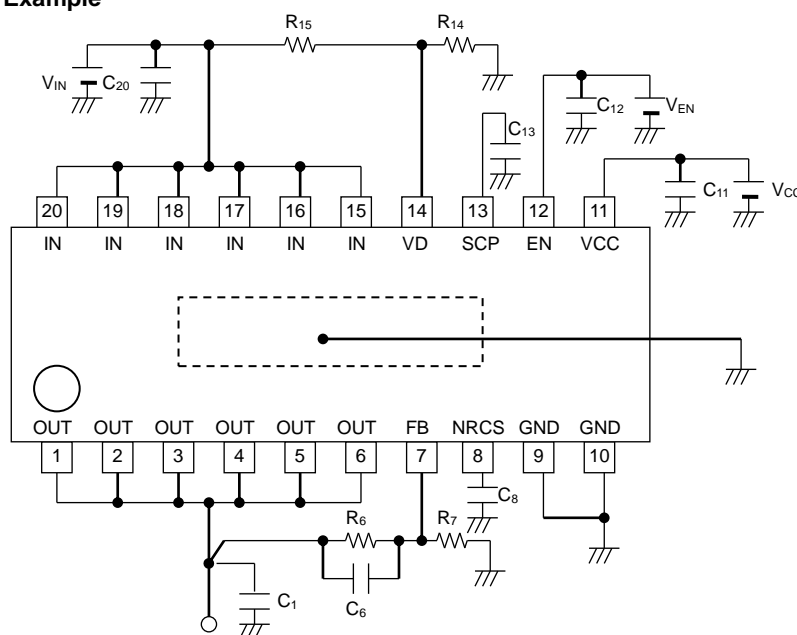 Example
R15 R14
VIN C20 C12 VEN
C13
C11 VCC
20 19 18 17 16 15 14 13 12 11
IN IN IN IN IN IN VD SCP EN VCC
OUT OUT OUT OUT OUT OUT FB NRCS GND GND
1 2 3 4 5 6 7 8 9 10
C8
R6 R7
C1 C6